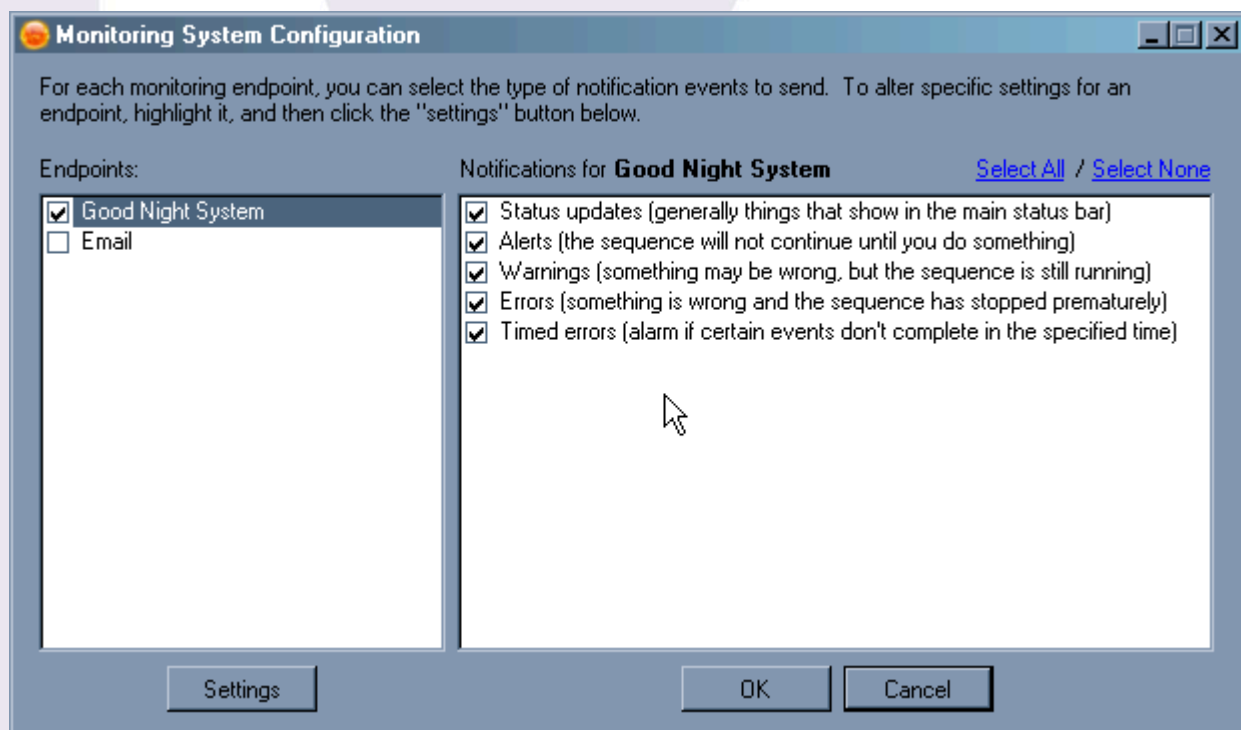 Monitoring System Configuration
For each monitoring endpoint, you can select the type of notification events to send. To alter specific settings for an
endpoint, highlight it, and then click the "settings" button below.
Endpoints:
Notifications for Good Night System
Select All / Select None
Good Night System
Email
Status updates (generally things that show in the main status bar)
Alerts (the sequence will not continue until you do something)
Warnings (something may be wrong, but the sequence is still running)
Errors (something is wrong and the sequence has stopped prematurely)
Timed errors (alarm if certain events don't complete in the specified time)
Settings
OK
Cancel